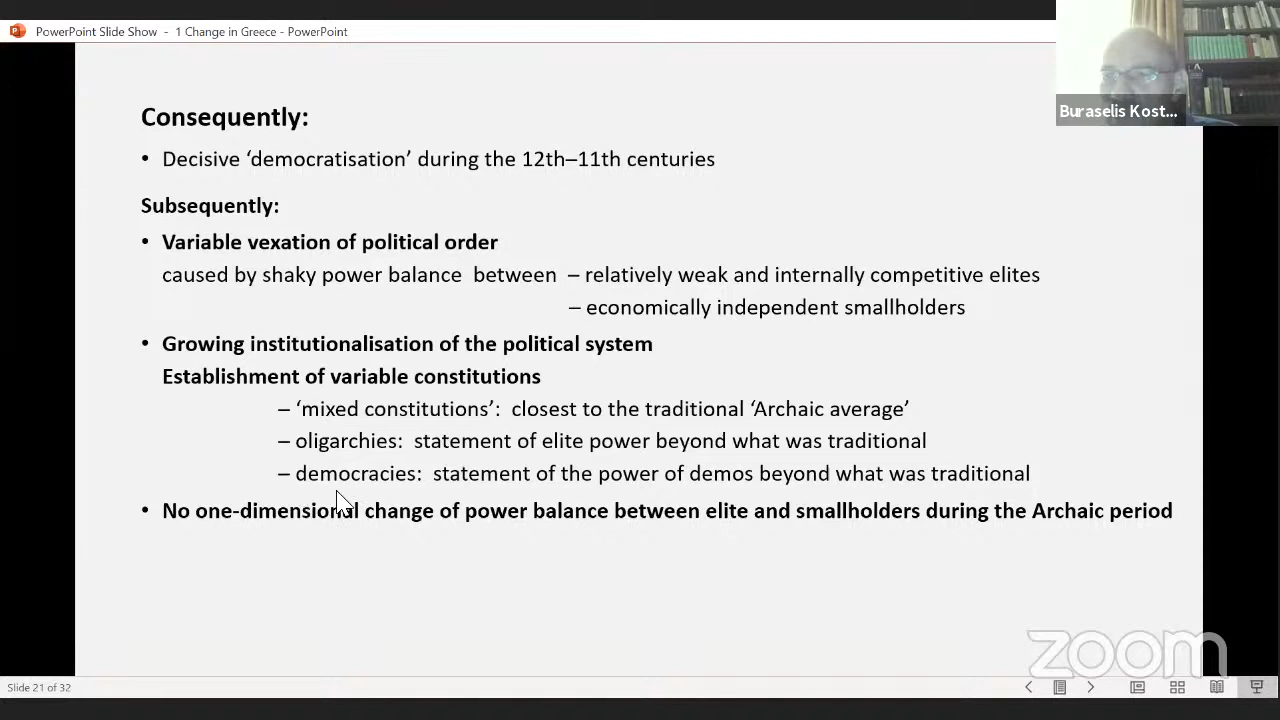 PowerPoint Slide Show - 1 Change in Greece - PowerPoint
Buraselis Kost...
Consequently:
• Decisive ‘democratisation’ during the 12th–11th centuries
Subsequently:
• Variable vexation of political order
caused by shaky power balance between – relatively weak and internally competitive elites
– economically independent smallholders
• Growing institutionalisation of the political system
Establishment of variable constitutions
– ‘mixed constitutions’: closest to the traditional ‘Archaic average’
– oligarchies: statement of elite power beyond what was traditional
– democracies: statement of the power of demos beyond what was traditional
• No one-dimensional change of power balance between elite and smallholders during the Archaic period
zoom
Slide 21 of 32